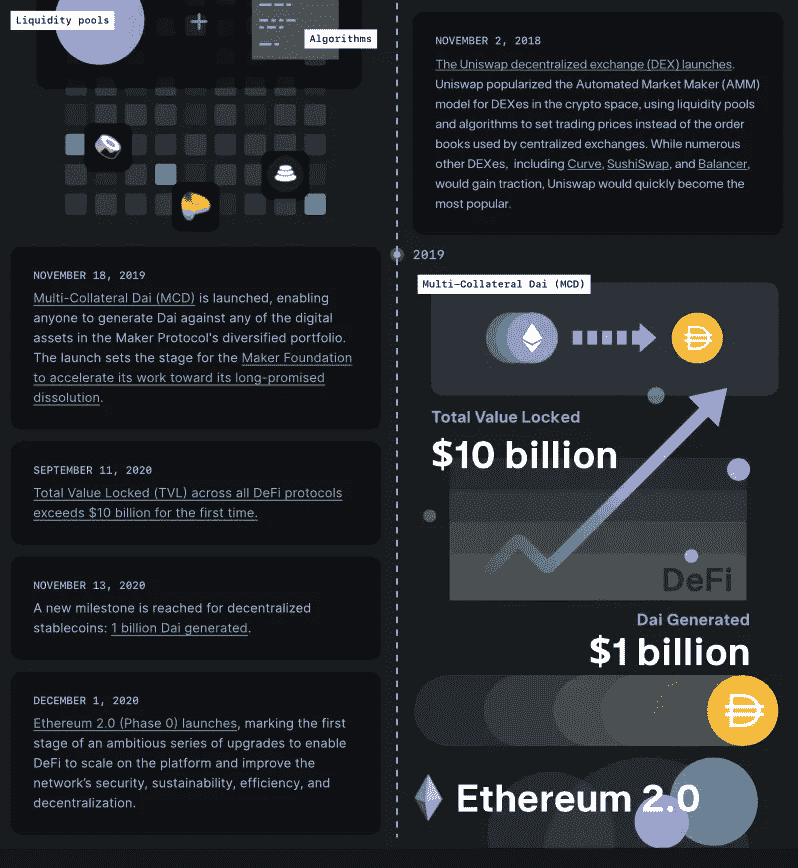 Liquidity pools
Algorithms
NOVEMBER 2, 2018
The Uniswap decentralized exchange (DEX) launches.
Uniswap popularized the Automated Market Maker (AMM)
model for DEXes in the crypto space, using liquidity pools
and algorithms to set trading prices instead of the order
books used by centralized exchanges. While numerous
other DEXes, including Curve, SushiSwap, and Balancer,
would gain traction, Uniswap would quickly become the
most popular.
2019
NOVEMBER 18, 2019
Multi-Collateral Dai (MCD) is launched, enabling
anyone to generate Dai against any of the digital
assets in the Maker Protocol's diversified portfolio.
The launch sets the stage for the Maker Foundation
to accelerate its work toward its long-promised
dissolution.
Multi-Collateral Dai (MCD)
Total Value Locked
$10 billion
DeFi
SEPTEMBER 11, 2020
Total Value Locked (TVL) across all DeFi protocols
exceeds $10 billion for the first time.
NOVEMBER 13, 2020
A new milestone is reached for decentralized
stablecoins: 1 billion Dai generated.
Dai Generated
$1 billion
DECEMBER 1, 2020
Ethereum 2.0 (Phase 0) launches, marking the first
stage of an ambitious series of upgrades to enable
DeFi to scale on the platform and improve the
network's security, sustainability, efficiency, and
decentralization.
Ethereum 2.0